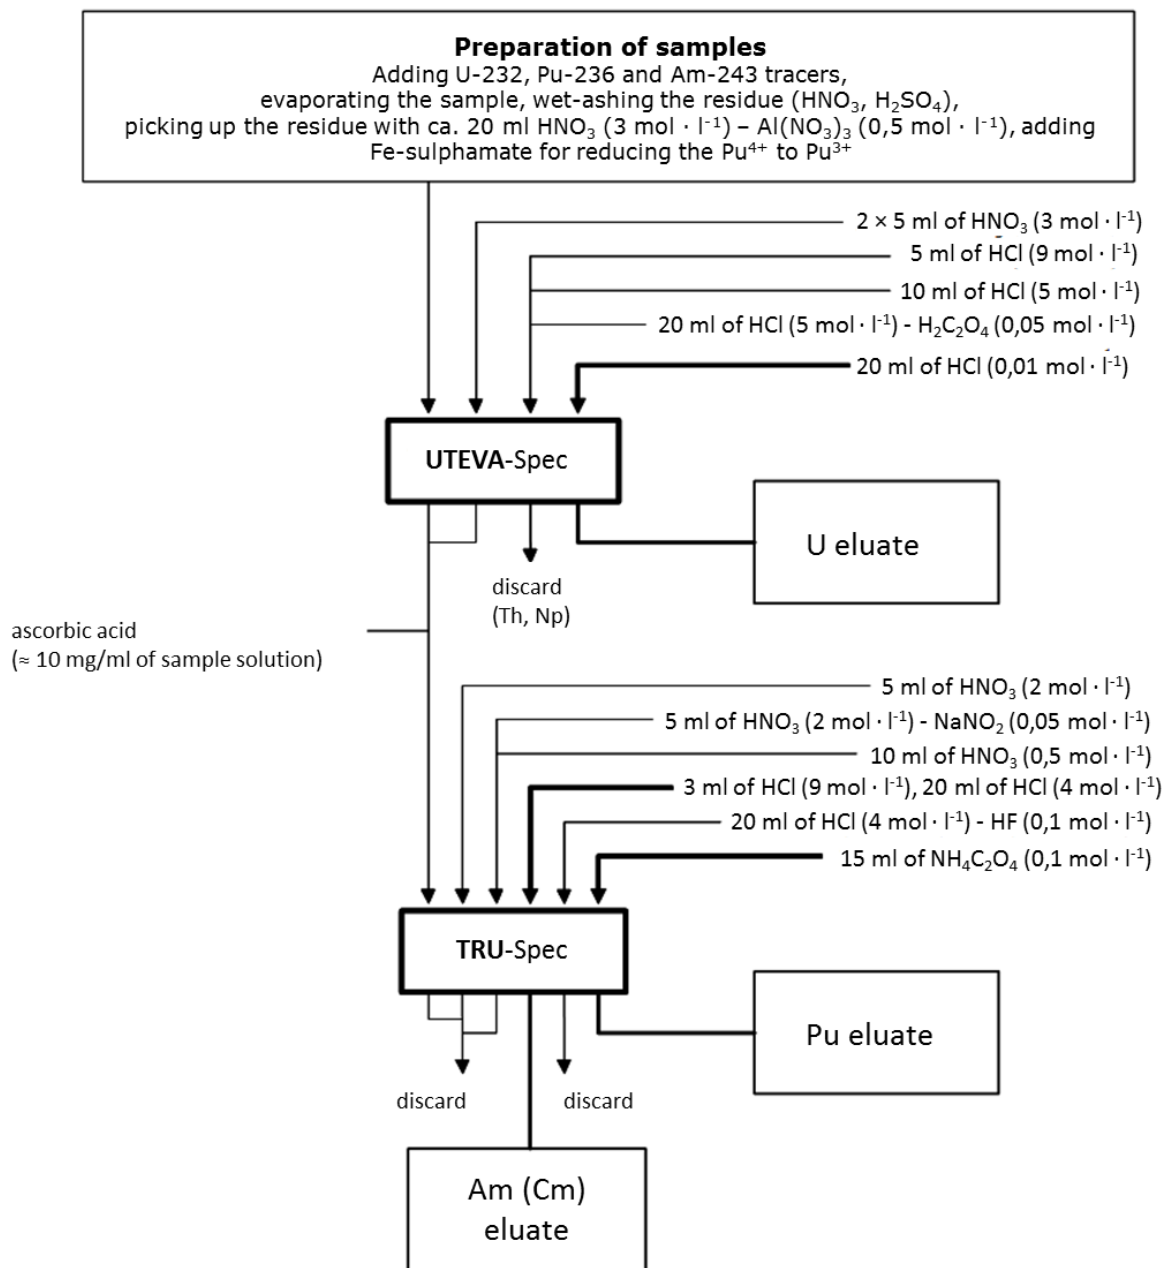 Preparation of samples
Adding U-232, Pu-236 and Am-243 tracers,
evaporating the sample, wet-ashing the residue (HNO₃, H₂SO₄),
picking up the residue with ca. 20 ml HNO₃ (3 mol · l⁻¹) – Al(NO₃)₃ (0,5 mol · l⁻¹), adding
Fe-sulphamate for reducing the Pu⁴⁺ to Pu³⁺
2 × 5 ml of HNO₃ (3 mol · l⁻¹)
5 ml of HCl (9 mol · l⁻¹)
10 ml of HCl (5 mol · l⁻¹)
20 ml of HCl (5 mol · l⁻¹) - H₂C₂O₄ (0,05 mol · l⁻¹)
20 ml of HCl (0,01 mol · l⁻¹)
UTEVA-Spec
U eluate
discard
(Th, Np)
ascorbic acid
(≈ 10 mg/ml of sample solution)
5 ml of HNO₃ (2 mol · l⁻¹)
5 ml of HNO₃ (2 mol · l⁻¹) - NaNO₂ (0,05 mol · l⁻¹)
10 ml of HNO₃ (0,5 mol · l⁻¹)
3 ml of HCl (9 mol · l⁻¹), 20 ml of HCl (4 mol · l⁻¹)
20 ml of HCl (4 mol · l⁻¹) - HF (0,1 mol · l⁻¹)
15 ml of NH₄C₂O₄ (0,1 mol · l⁻¹)
TRU-Spec
Pu eluate
discard
discard
Am (Cm)
eluate